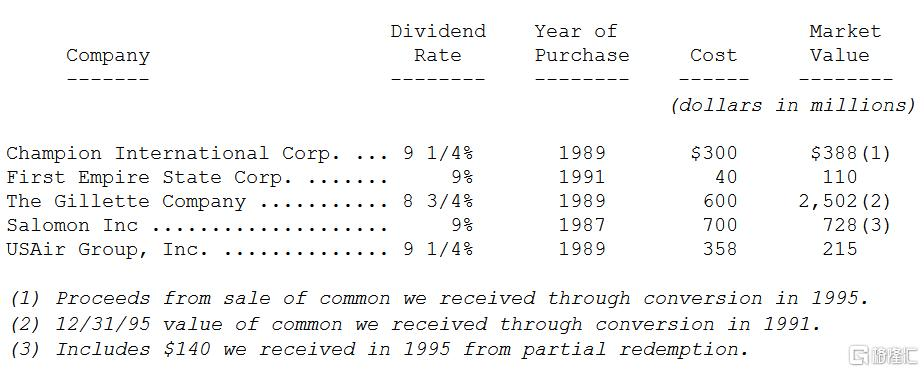 Dividend Year of Market
Company Rate Purchase Cost Value
------- -------- -------- ------ --------
(dollars in millions)
Champion International Corp. ... 9 1/4% 1989 $300 $388(1)
First Empire State Corp. ....... 9% 1991 40 110
The Gillette Company ........... 8 3/4% 1989 600 2,502(2)
Salomon Inc .................... 9% 1987 700 728(3)
USAir Group, Inc. .............. 9 1/4% 1989 358 215
(1) Proceeds from sale of common we received through conversion in 1995.
(2) 12/31/95 value of common we received through conversion in 1991.
(3) Includes $140 we received in 1995 from partial redemption.
格隆汇